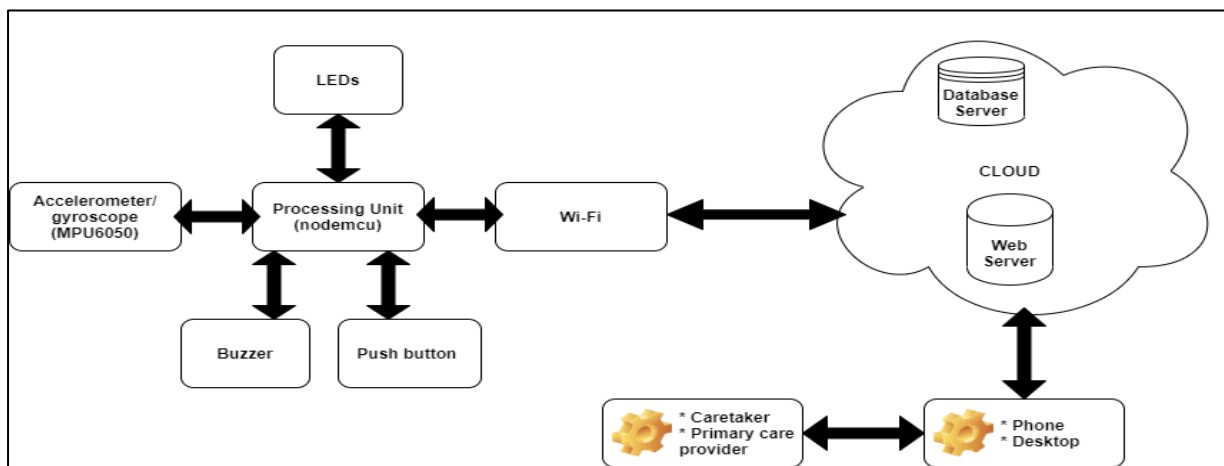 LEDs
Database
Server
CLOUD
Accelerometer/
gyroscope
(MPU6050)
Processing Unit
(nodemcu)
Wi-Fi
Web
Server
Buzzer
Push button
* Caretaker
* Primary care
provider
* Phone
* Desktop